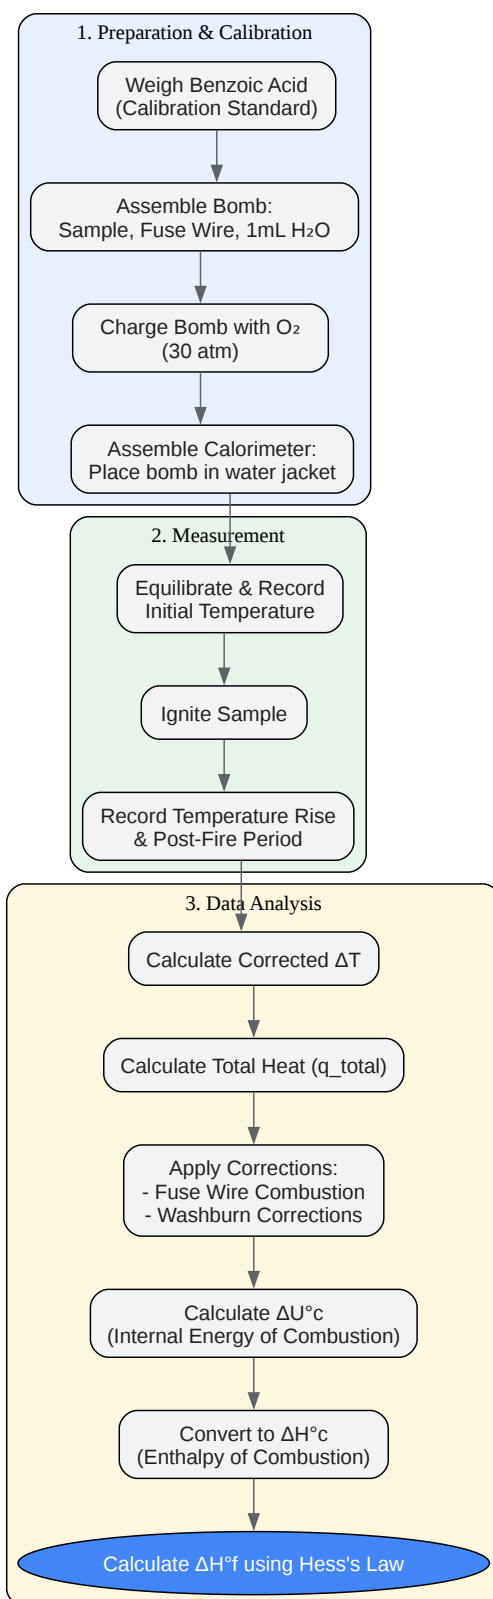 1. Preparation & Calibration
Weigh Benzoic Acid
(Calibration Standard)
Assemble Bomb:
Sample, Fuse Wire, 1mL H₂O
Charge Bomb with O₂
(30 atm)
Assemble Calorimeter:
Place bomb in water jacket
2. Measurement
Equilibrate & Record
Initial Temperature
Ignite Sample
Record Temperature Rise
& Post-Fire Period
3. Data Analysis
Calculate Corrected ΔT
Calculate Total Heat (q_total)
Apply Corrections:
- Fuse Wire Combustion
- Washburn Corrections
Calculate ΔU°c
(Internal Energy of Combustion)
Convert to ΔH°c
(Enthalpy of Combustion)
Calculate ΔH°f using Hess's Law